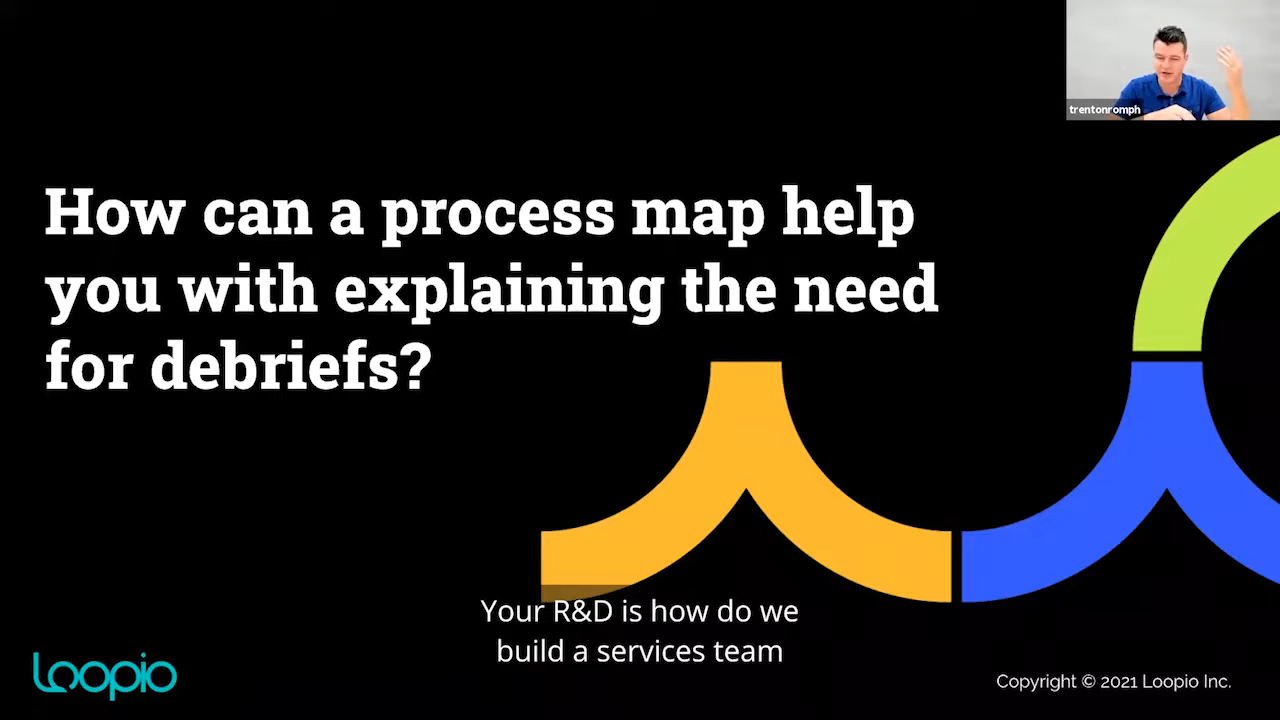 trentonromph
How can a process map help
you with explaining the need
for debriefs?
Your R&D is how do we
build a services team
Loopio
Copyright © 2021 Loopio Inc.